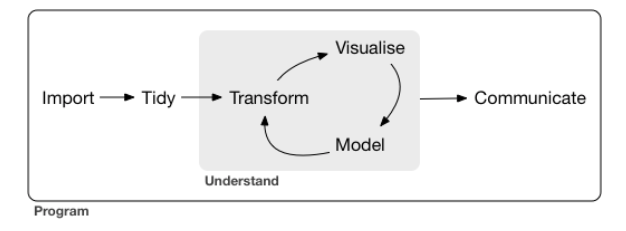 Visualise
Import
Tidy
Transform
Communicate
Model
Understand
Program